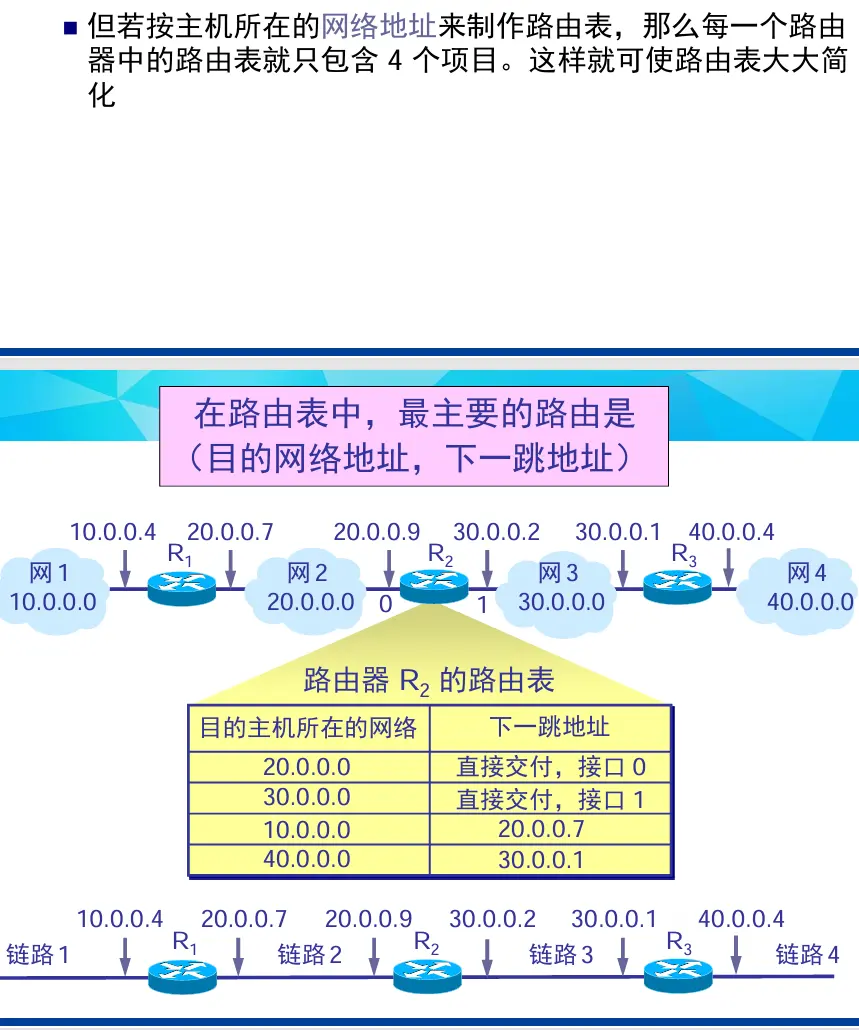 但若按主机所在的网络地址来制作路由表，那么每一个路由
器中的路由表就只包含 4 个项目。这样就可使路由表大大简
化
在路由表中，最主要的路由是
（目的网络地址，下一跳地址）
10.0.0.4 20.0.0.7 20.0.0.9 30.0.0.2 30.0.0.1 40.0.0.4
R1 R2 R3
网 1 网 2 网 3 网 4
10.0.0.0 20.0.0.0 0 1 30.0.0.0 40.0.0.0
路由器 R2 的路由表
目的主机所在的网络 下一跳地址
20.0.0.0 直接交付，接口 0
30.0.0.0 直接交付，接口 1
10.0.0.0 20.0.0.7
40.0.0.0 30.0.0.1
10.0.0.4 20.0.0.7 20.0.0.9 30.0.0.2 30.0.0.1 40.0.0.4
链路 1 R1 链路 2 R2 链路 3 R3 链路 4